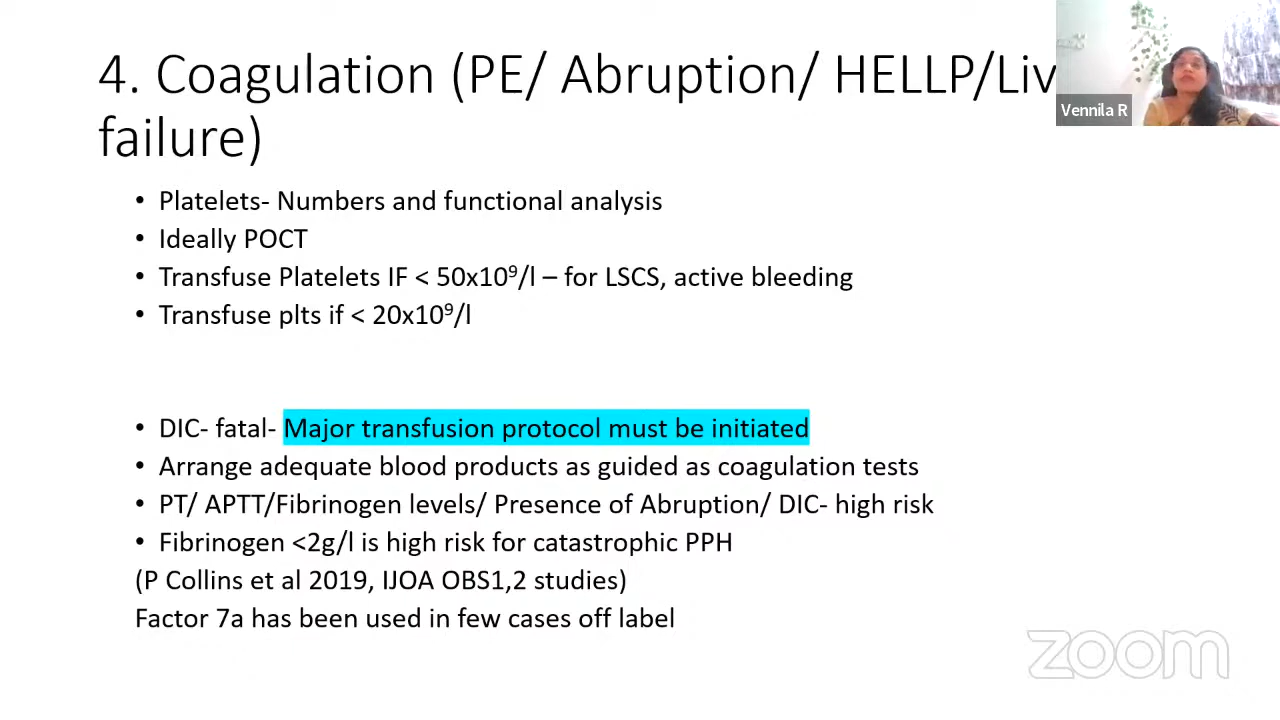 4. Coagulation (PE/ Abruption/ HELLP/Liv
failure)
Vennila R
• Platelets- Numbers and functional analysis
• Ideally POCT
• Transfuse Platelets IF < 50x10⁹/l – for LSCS, active bleeding
• Transfuse plts if < 20x10⁹/l
• DIC- fatal- Major transfusion protocol must be initiated
• Arrange adequate blood products as guided as coagulation tests
• PT/ APTT/Fibrinogen levels/ Presence of Abruption/ DIC- high risk
• Fibrinogen <2g/l is high risk for catastrophic PPH
(P Collins et al 2019, IJOA OBS1,2 studies)
Factor 7a has been used in few cases off label
zoom